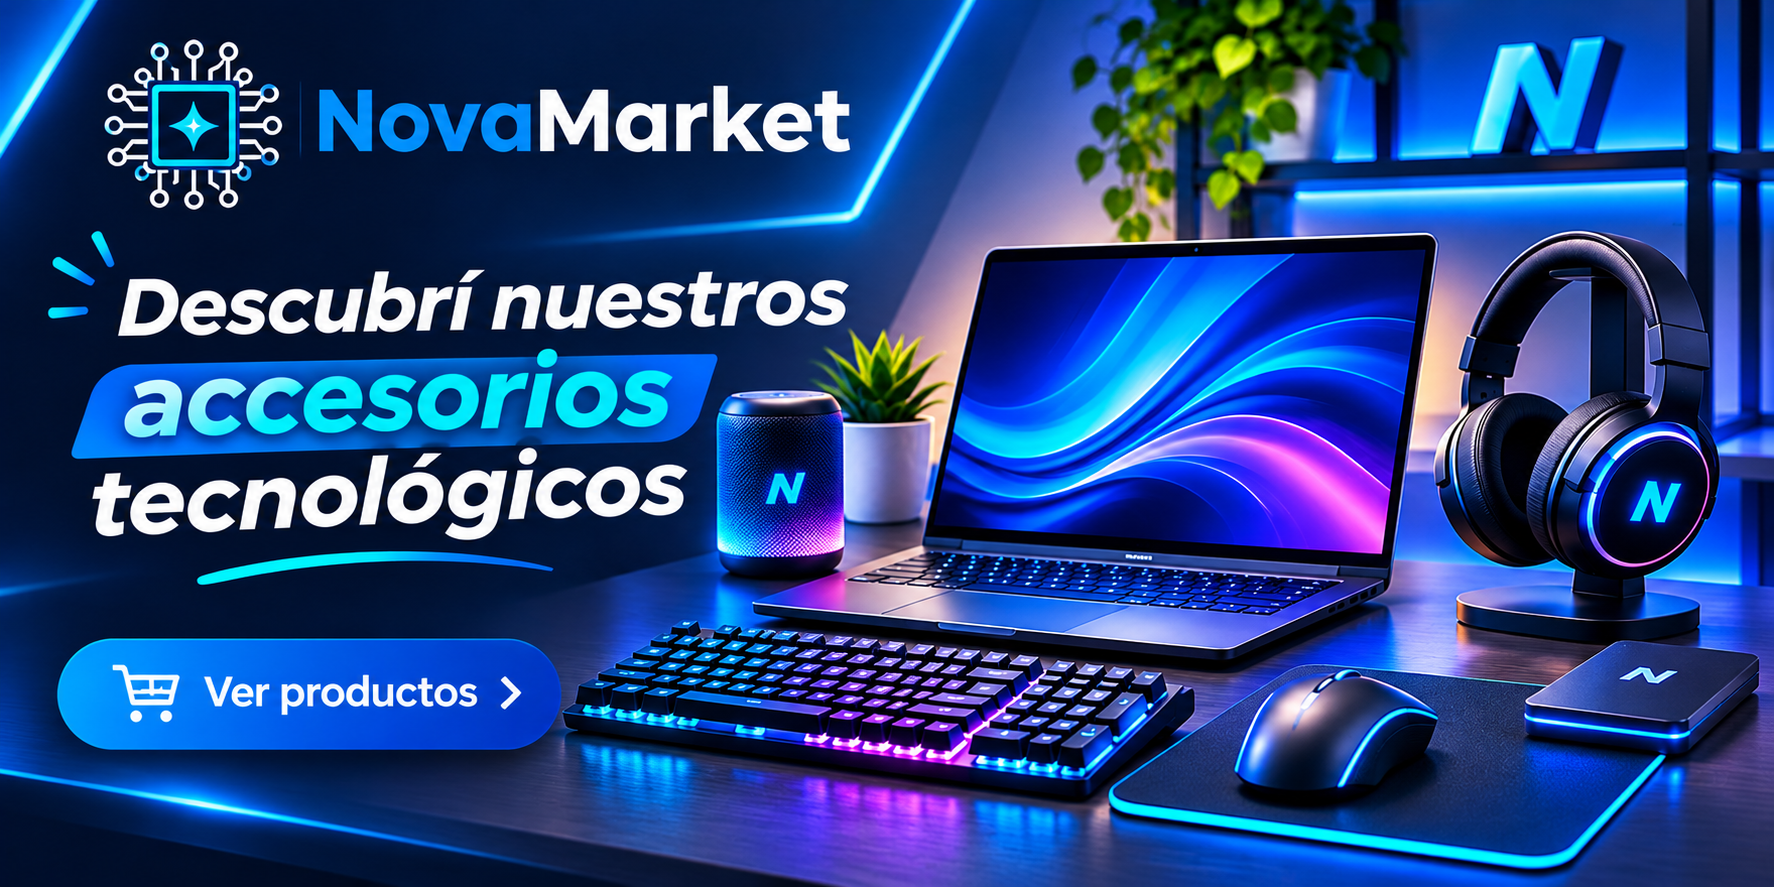 NovaMarket
Descubrí nuestros
accesorios
tecnológicos
Ver productos
N
N
N
N